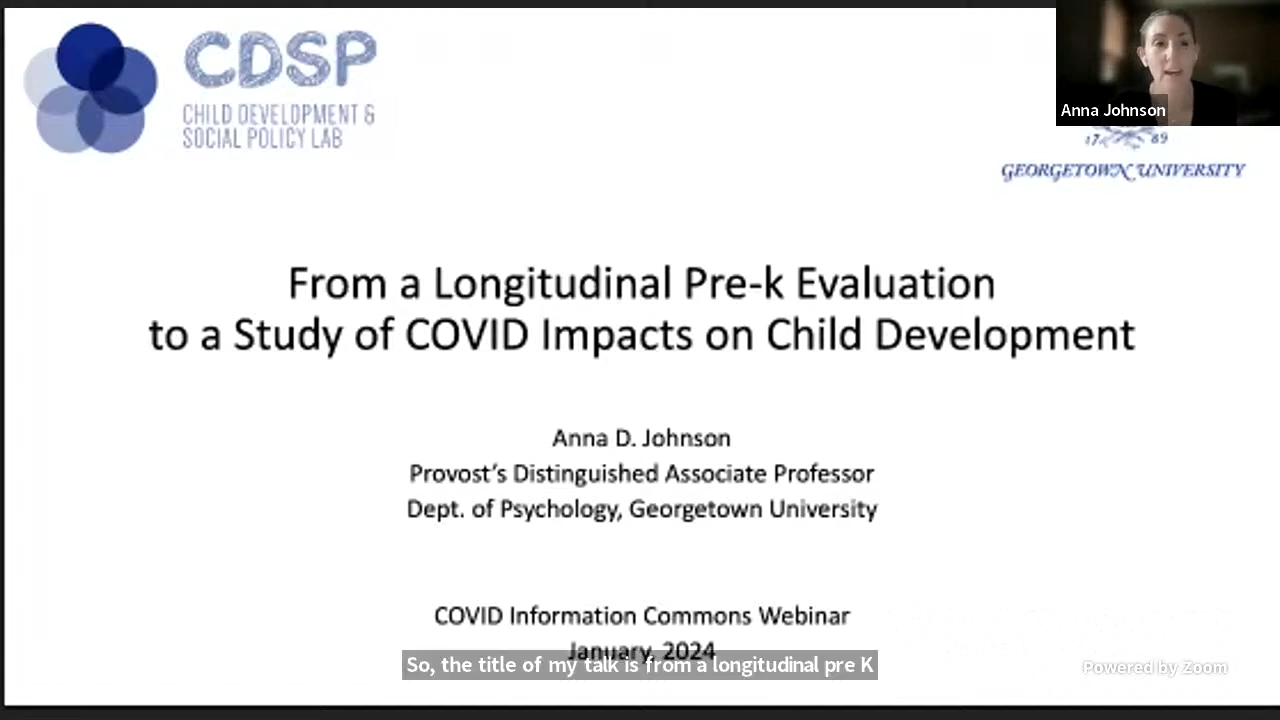 CDSP
CHILD DEVELOPMENT &
SOCIAL POLICY LAB
Anna Johnson
17 89
GEORGETOWN UNIVERSITY
From a Longitudinal Pre-k Evaluation
to a Study of COVID Impacts on Child Development
Anna D. Johnson
Provost's Distinguished Associate Professor
Dept. of Psychology, Georgetown University
COVID Information Commons Webinar
January, 2024
So, the title of my talk is from a longitudinal pre K
Powered by Zoom